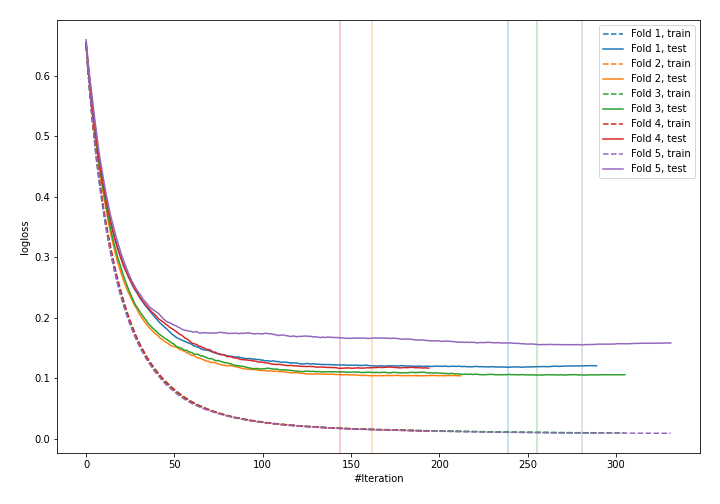 0.6
0.5
0.4
0.3
0.2
0.1
0.0
logloss
0
50
100
150
200
250
300
#Iteration
Fold 1, train
Fold 1, test
Fold 2, train
Fold 2, test
Fold 3, train
Fold 3, test
Fold 4, train
Fold 4, test
Fold 5, train
Fold 5, test